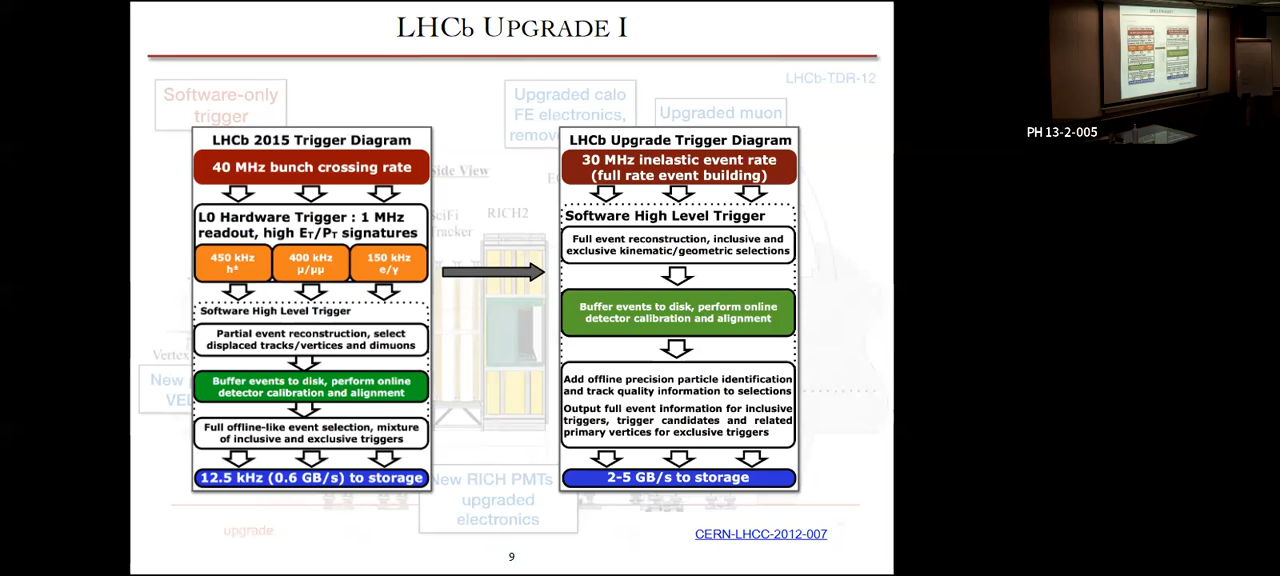 LHCb UPGRADE I
LHCb-TDR-12
Software-only
trigger
Upgraded calo
FE electronics,
Upgraded muon
LHCb 2015 Trigger Diagram
40 MHz bunch crossing rate
L0 Hardware Trigger : 1 MHz
readout, high ET/PT signatures
450 kHz
h±
400 kHz
μ/μμ
150 kHz
e/γ
Software High Level Trigger
Partial event reconstruction, select
displaced tracks/vertices and dimuons
Buffer events to disk, perform online
detector calibration and alignment
Full offline-like event selection, mixture
of inclusive and exclusive triggers
12.5 kHz (0.6 GB/s) to storage
Side View
SciFi
Tracker
RICH2
Vertex
New
LHCb Upgrade Trigger Diagram
30 MHz inelastic event rate
(full rate event building)
Software High Level Trigger
Full event reconstruction, inclusive and
exclusive kinematic/geometric selections
Buffer events to disk, perform online
detector calibration and alignment
Add offline precision particle identification
and track quality information to selections
Output full event information for inclusive
triggers, trigger candidates and related
primary vertices for exclusive triggers
2-5 GB/s to storage
New RICH PMTs
upgraded
electronics
upgrade
CERN-LHCC-2012-007
9
PH 13-2-005